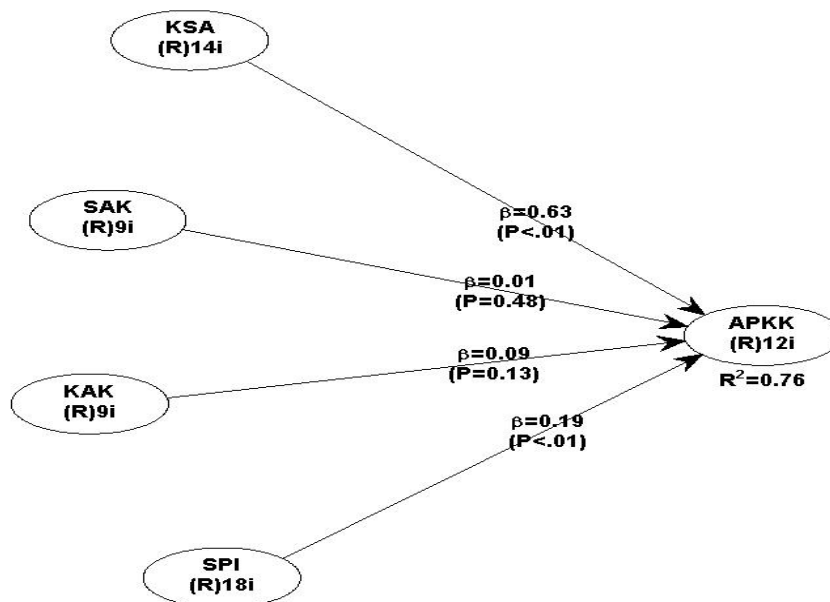 KSA
(R)14i
β=0.63
(P<.01)
SAK
(R)9i
β=0.01
(P=0.48)
APKK
(R)12i
R²=0.76
β=0.09
(P=0.13)
KAK
(R)9i
β=0.19
(P<.01)
SPI
(R)18i